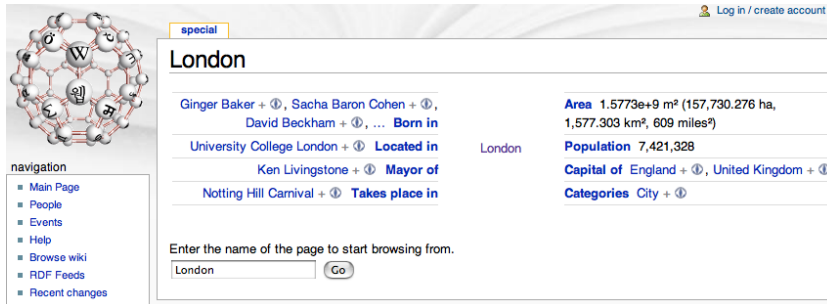 Log in / create account
special
London
Ginger Baker + , Sacha Baron Cohen + ,
David Beckham + , ... Born in
University College London + Located in
Ken Livingstone + Mayor of
Notting Hill Carnival + Takes place in
London
Area 1.5773e+9 m² (157,730.276 ha,
1,577.303 km², 609 miles²)
Population 7,421,328
Capital of England + , United Kingdom +
Categories City +
navigation
Main Page
People
Events
Help
Browse wiki
RDF Feeds
Recent changes
Enter the name of the page to start browsing from.
London Go